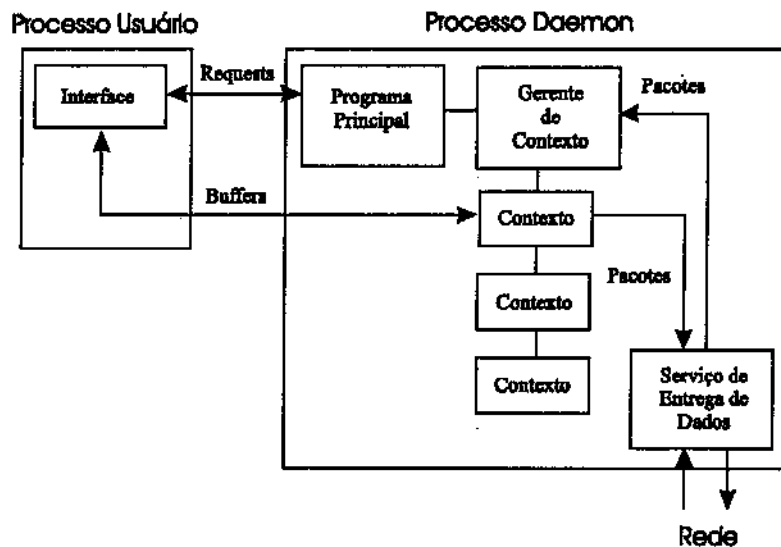 Processo Usuário
Processo Daemon
Interface
Requests
Programa
Principal
Gerente
de
Contexto
Pacotes
Buffers
Contexto
Pacotes
Contexto
Contexto
Serviço de
Entrega de
Dados
Rede